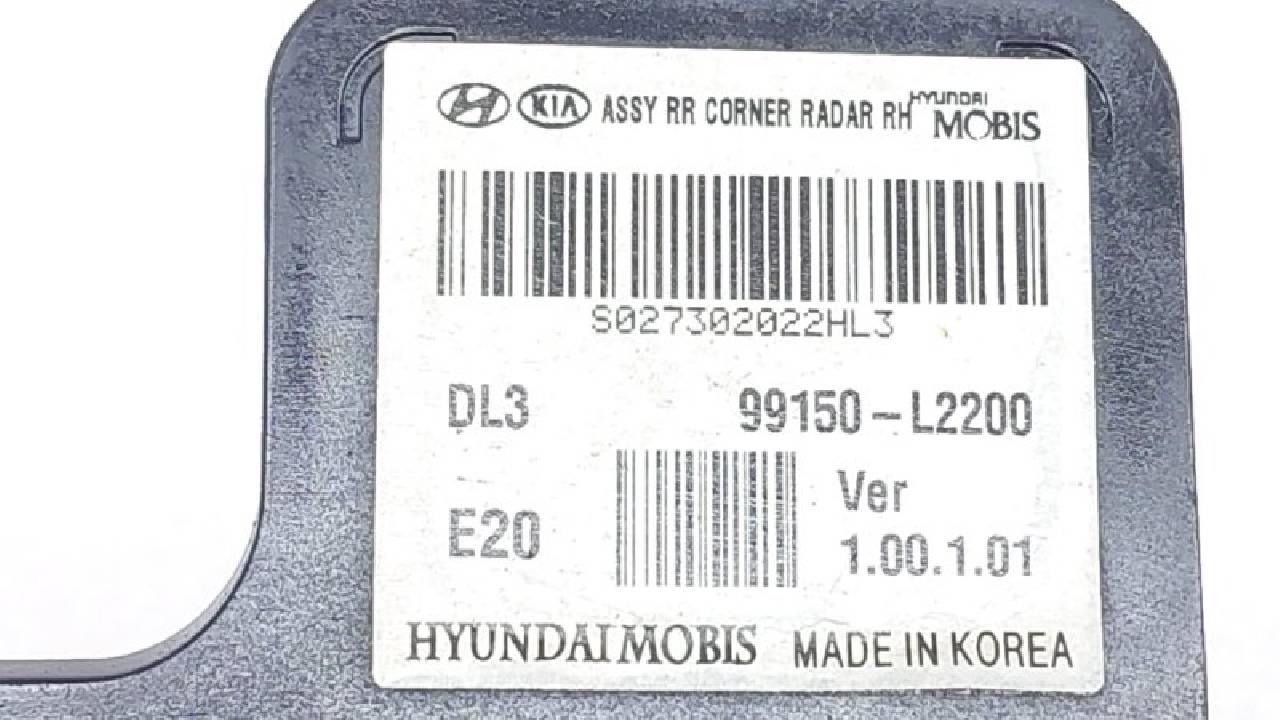 KIA ASSY RR CORNER RADAR RH HYUNDAI MOBIS
S027302022HL3
DL3 99150-L2200
E20 Ver 1.00.1.01
HYUNDAI MOBIS MADE IN KOREA